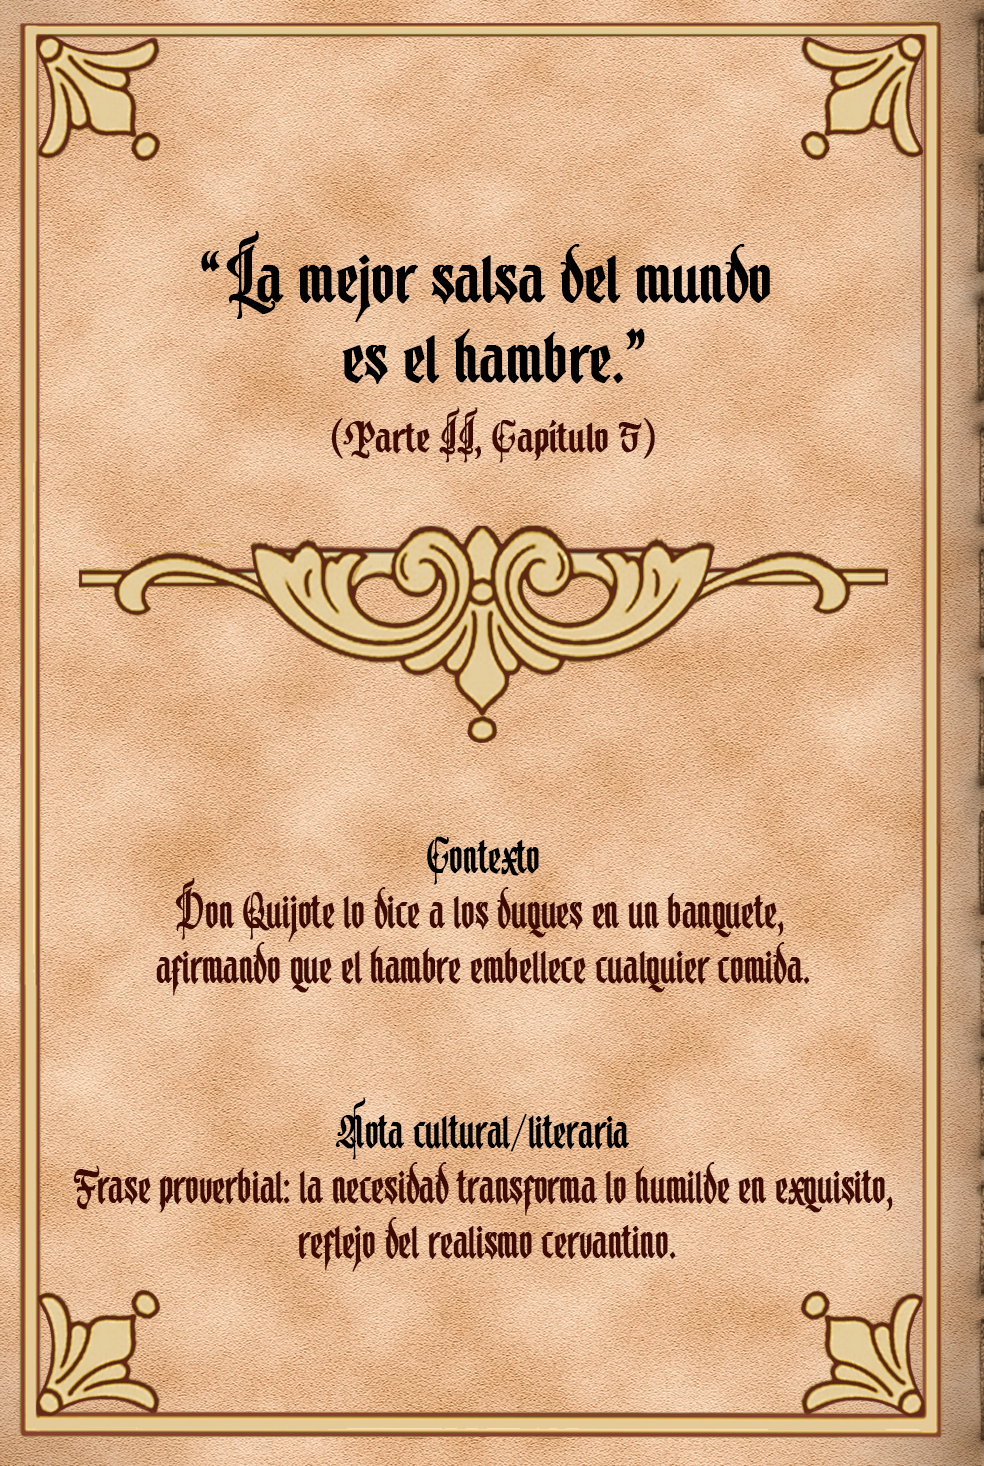 “La mejor salsa del mundo
es el hambre.”
(Parte II, Capítulo 5)
Contexto
Don Quijote lo dice a los duques en un banquete,
afirmando que el hambre embellece cualquier comida.
Nota cultural/literaria
Frase proverbial: la necesidad transforma lo humilde en exquisito,
reflejo del realismo cervantino.